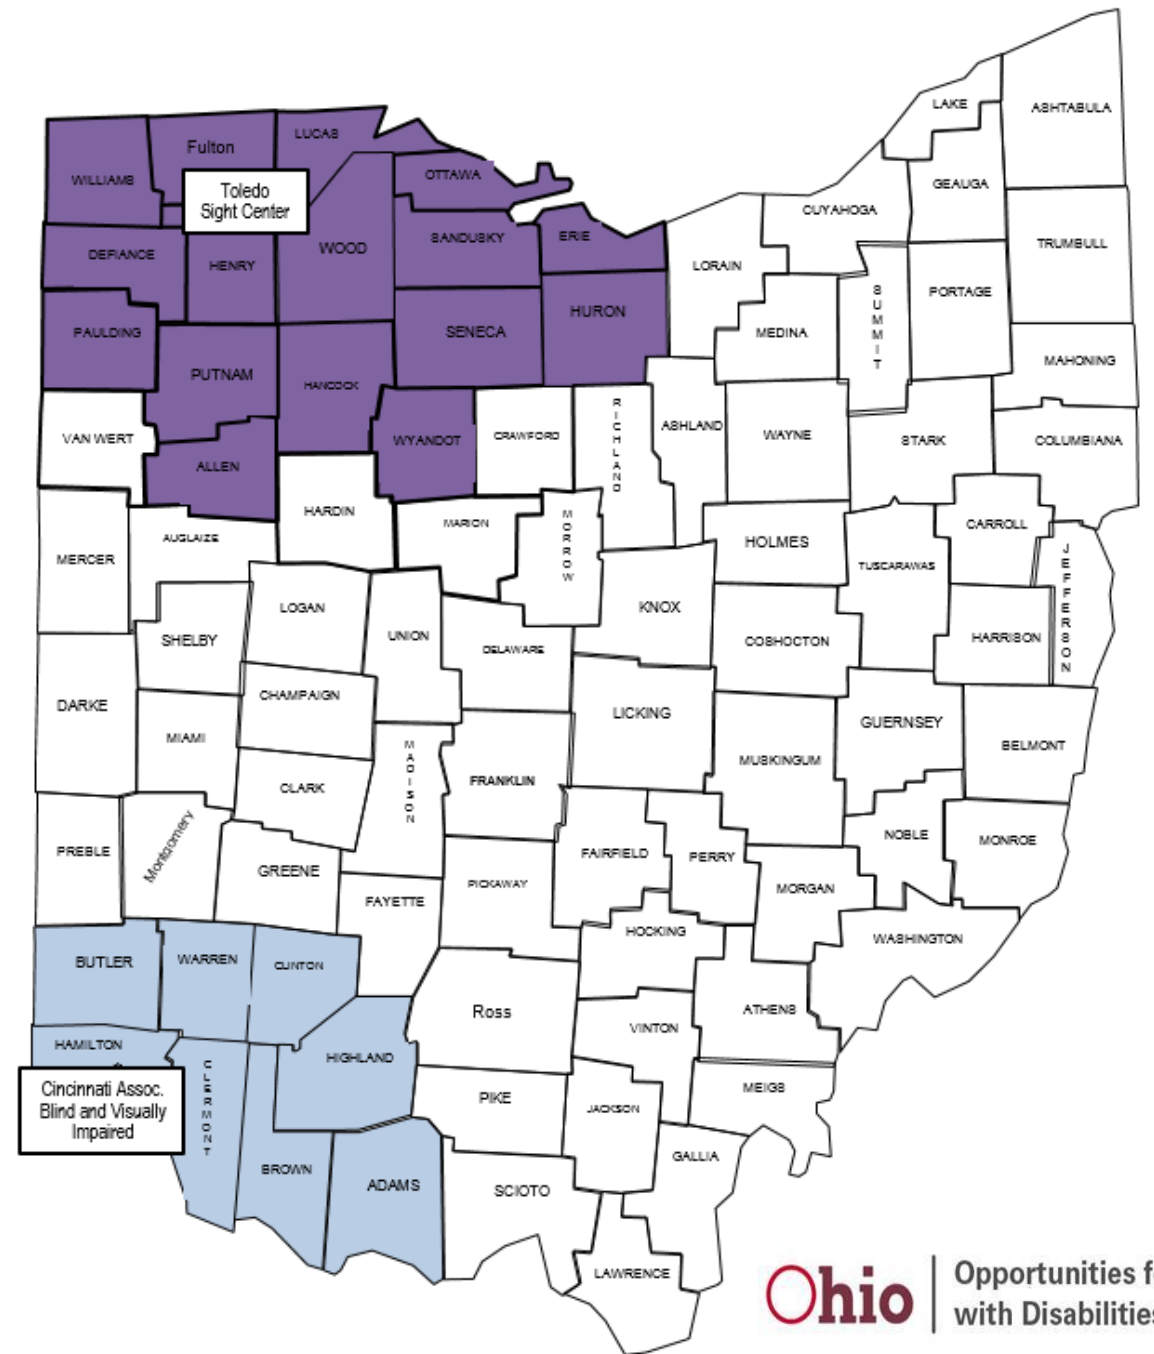 LAKE
ASHTABULA
LUCAS
Fulton
WILLIAMS
OTTAWA
GEAUGA
Toledo
Sight Center
CUYAHOGA
SANDUSKY
ERIE
WOOD
TRUMBULL
DEFIANCE
HENRY
LORAIN
PORTAGE
SUMMIT
HURON
PAULDING
SENECA
MEDINA
MAHONING
PUTNAM
HANCOCK
RICHLAND
ASHLAND
VAN WERT
WYANDOT
CRAWFORD
WAYNE
STARK
COLUMBIANA
ALLEN
HARDIN
MARION
MORROW
CARROLL
AUGLAIZE
HOLMES
MERCER
TUSCARAWAS
JEFFERSON
LOGAN
KNOX
UNION
SHELBY
DELAWARE
COSHOCTON
HARRISON
CHAMPAIGN
DARKE
LICKING
GUERNSEY
MIAMI
BELMONT
MADISON
MUSKINGUM
FRANKLIN
CLARK
NOBLE
MONROE
PREBLE
Montgomery
FAIRFIELD
PERRY
GREENE
PICKAWAY
MORGAN
FAYETTE
HOCKING
WASHINGTON
BUTLER
WARREN
CLINTON
Ross
ATHENS
VINTON
HAMILTON
HIGHLAND
CLERMONT
Cincinnati Assoc.
Blind and Visually
Impaired
MEIGS
PIKE
JACKSON
GALLIA
BROWN
ADAMS
SCIOTO
LAWRENCE
Ohio
Opportunities f
with Disabilities